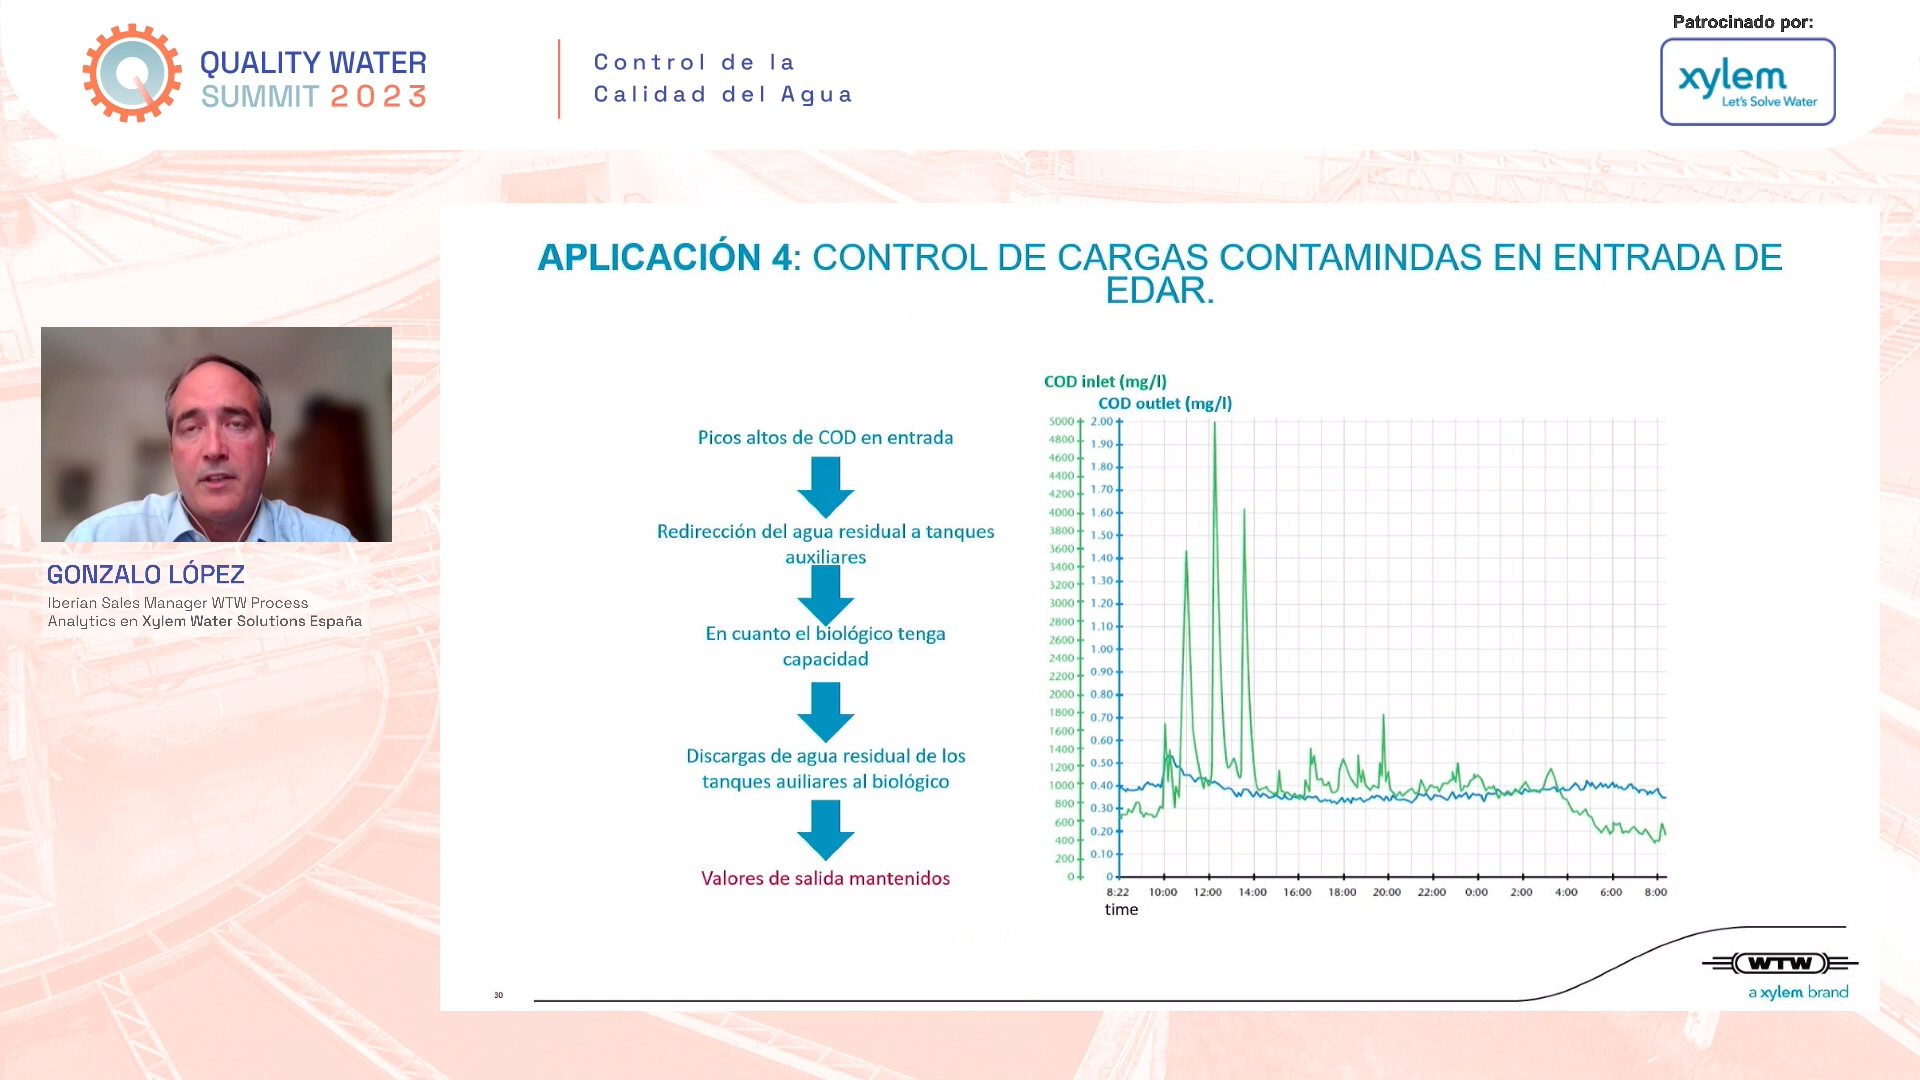 QUALITY WATER
SUMMIT 2023
Control de la
Calidad del Agua
Patrocinado por:
xylem
Let's Solve Water
GONZALO LÓPEZ
Iberian Sales Manager WTW Process
Analytics en Xylem Water Solutions España
APLICACIÓN 4: CONTROL DE CARGAS CONTAMINDAS EN ENTRADA DE
EDAR.
Picos altos de COD en entrada
Redirección del agua residual a tanques
auxiliares
En cuanto el biológico tenga
capacidad
Discargas de agua residual de los
tanques auiliares al biológico
Valores de salida mantenidos
COD inlet (mg/l)
COD outlet (mg/l)
5000 2.00
4800 1.90
4600
4400 1.80
4200 1.70
4000 1.60
3800 1.50
3600 1.40
3400
3200 1.30
3000 1.20
2800 1.10
2600 1.00
2400
2200 0.90
2000 0.80
1800 0.70
1600 0.60
1400
1200 0.50
1000 0.40
800 0.30
600 0.20
400
200 0.10
0 0
8:22 10:00 12:00 14:00 16:00 18:00 20:00 22:00 0:00 2:00 4:00 6:00 8:00
time
30
WTW
a xylem brand